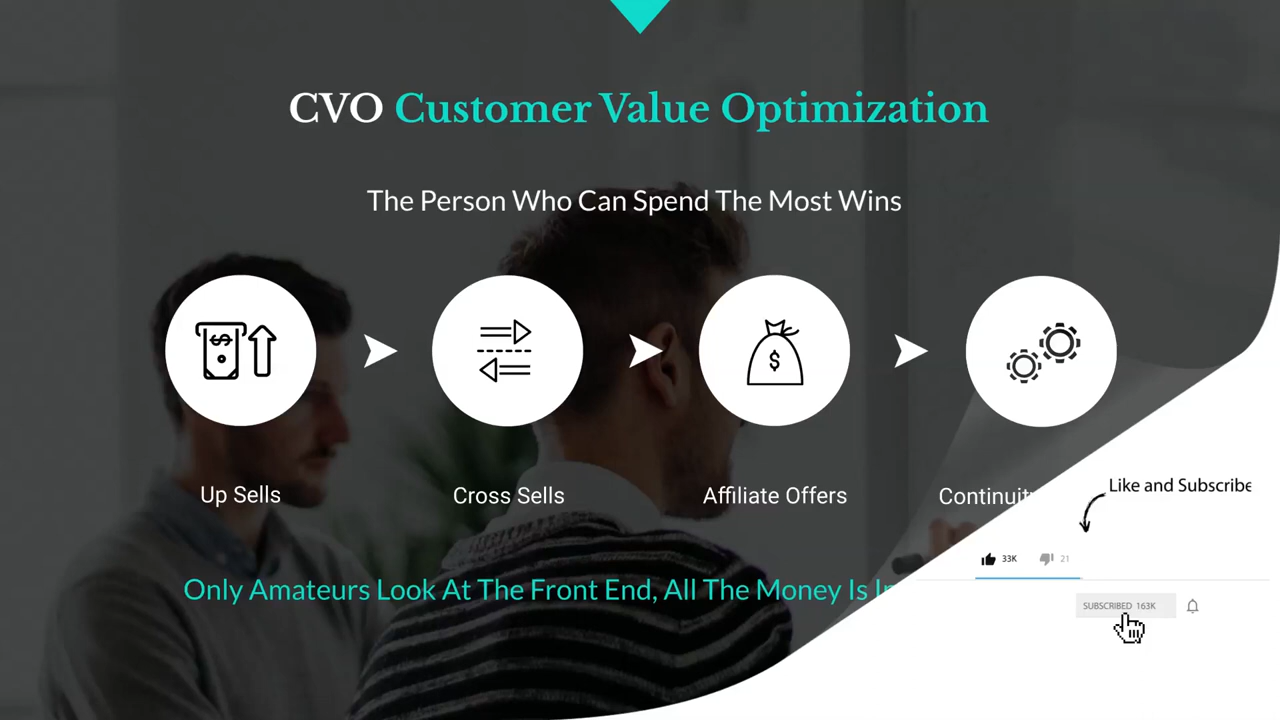 CVO Customer Value Optimization
The Person Who Can Spend The Most Wins
Up Sells
Cross Sells
Affiliate Offers
Only Amateurs Look At The Front End, All The Money Is
Like and Subscribe
33K
21
SUBSCRIBED 163K